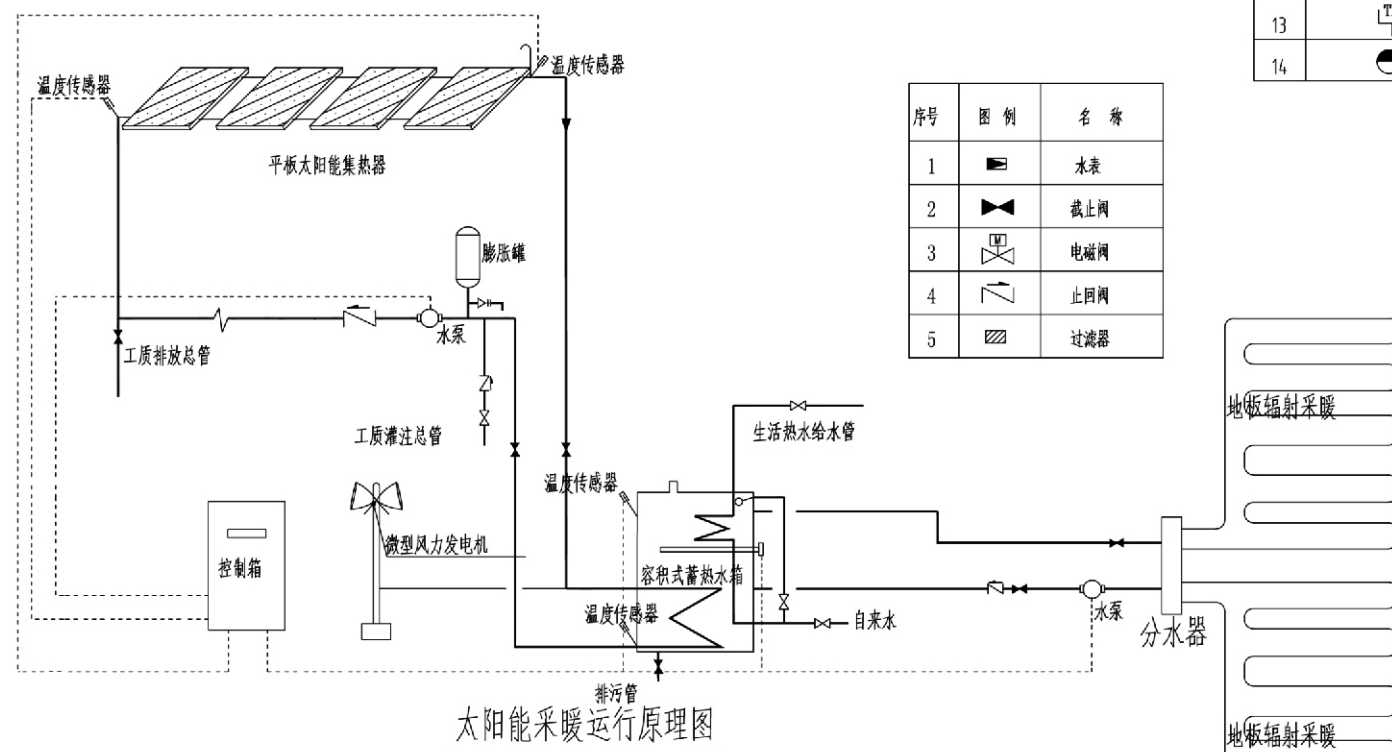 13
14
温度传感器
温度传感器
平板太阳能集热器
序号 图 例 名 称
1 水表
2 截止阀
3 M 电磁阀
4 止回阀
5 过滤器
膨胀罐
水泵
工质排放总管
工质灌注总管
生活热水给水管
地板辐射采暖
温度传感器
微型风力发电机
控制箱
容积式蓄热水箱
温度传感器
自来水
水泵
分水器
排污管
太阳能采暖运行原理图
地板辐射采暖